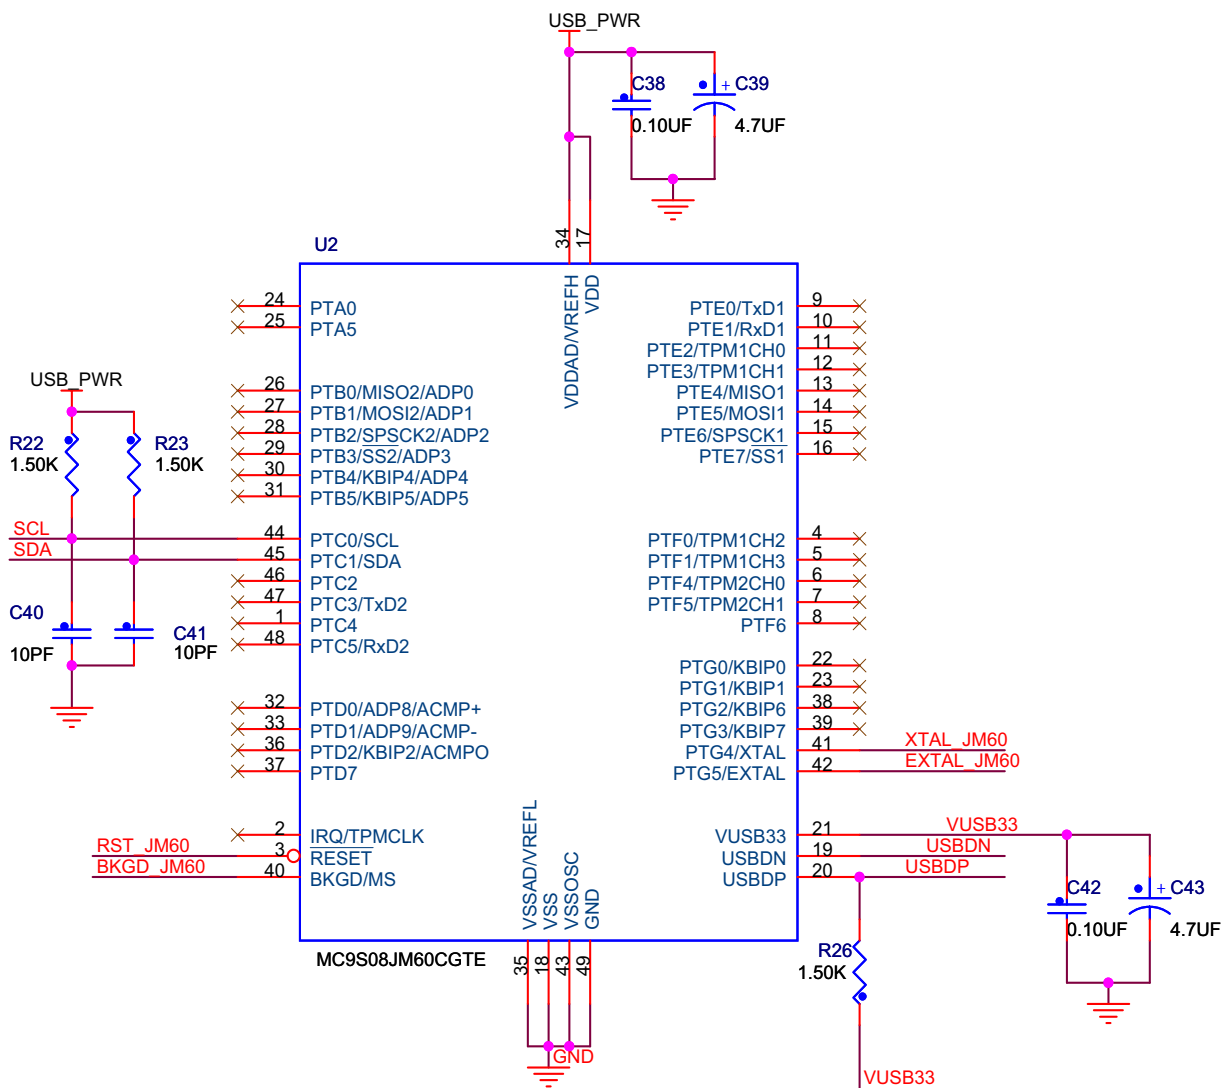 USB_PWR
C38
0.10UF
+ C39
4.7UF
U2
34
17
VDDAD/VREFH
VDD
24 PTA0
25 PTA5
USB_PWR
R22
1.50K
R23
1.50K
26 PTB0/MISO2/ADP0
27 PTB1/MOSI2/ADP1
28 PTB2/SPSCK2/ADP2
29 PTB3/SS2/ADP3
30 PTB4/KBIP4/ADP4
31 PTB5/KBIP5/ADP5
SCL 44 PTC0/SCL
SDA 45 PTC1/SDA
46 PTC2
47 PTC3/TxD2
1 PTC4
48 PTC5/RxD2
C40
10PF
C41
10PF
32 PTD0/ADP8/ACMP+
33 PTD1/ADP9/ACMP-
36 PTD2/KBIP2/ACMPO
37 PTD7
2 IRQ/TPMCLK
RST_JM60 3 RESET
BKGD_JM60 40 BKGD/MS
PTE0/TxD1 9
PTE1/RxD1 10
PTE2/TPM1CH0 11
PTE3/TPM1CH1 12
PTE4/MISO1 13
PTE5/MOSI1 14
PTE6/SPSCK1 15
PTE7/SS1 16
PTF0/TPM1CH2 4
PTF1/TPM1CH3 5
PTF4/TPM2CH0 6
PTF5/TPM2CH1 7
PTF6 8
PTG0/KBIP0 22
PTG1/KBIP1 23
PTG2/KBIP6 38
PTG3/KBIP7 39
PTG4/XTAL 41 XTAL_JM60
PTG5/EXTAL 42 EXTAL_JM60
VUSB33 21 VUSB33
USBDN 19 USBDN
USBDP 20 USBDP
C42
0.10UF
+ C43
4.7UF
R26
1.50K
VUSB33
VSSAD/VREFL
VSS
VSSOSC
GND
35
18
43
49
MC9S08JM60CGTE
GND